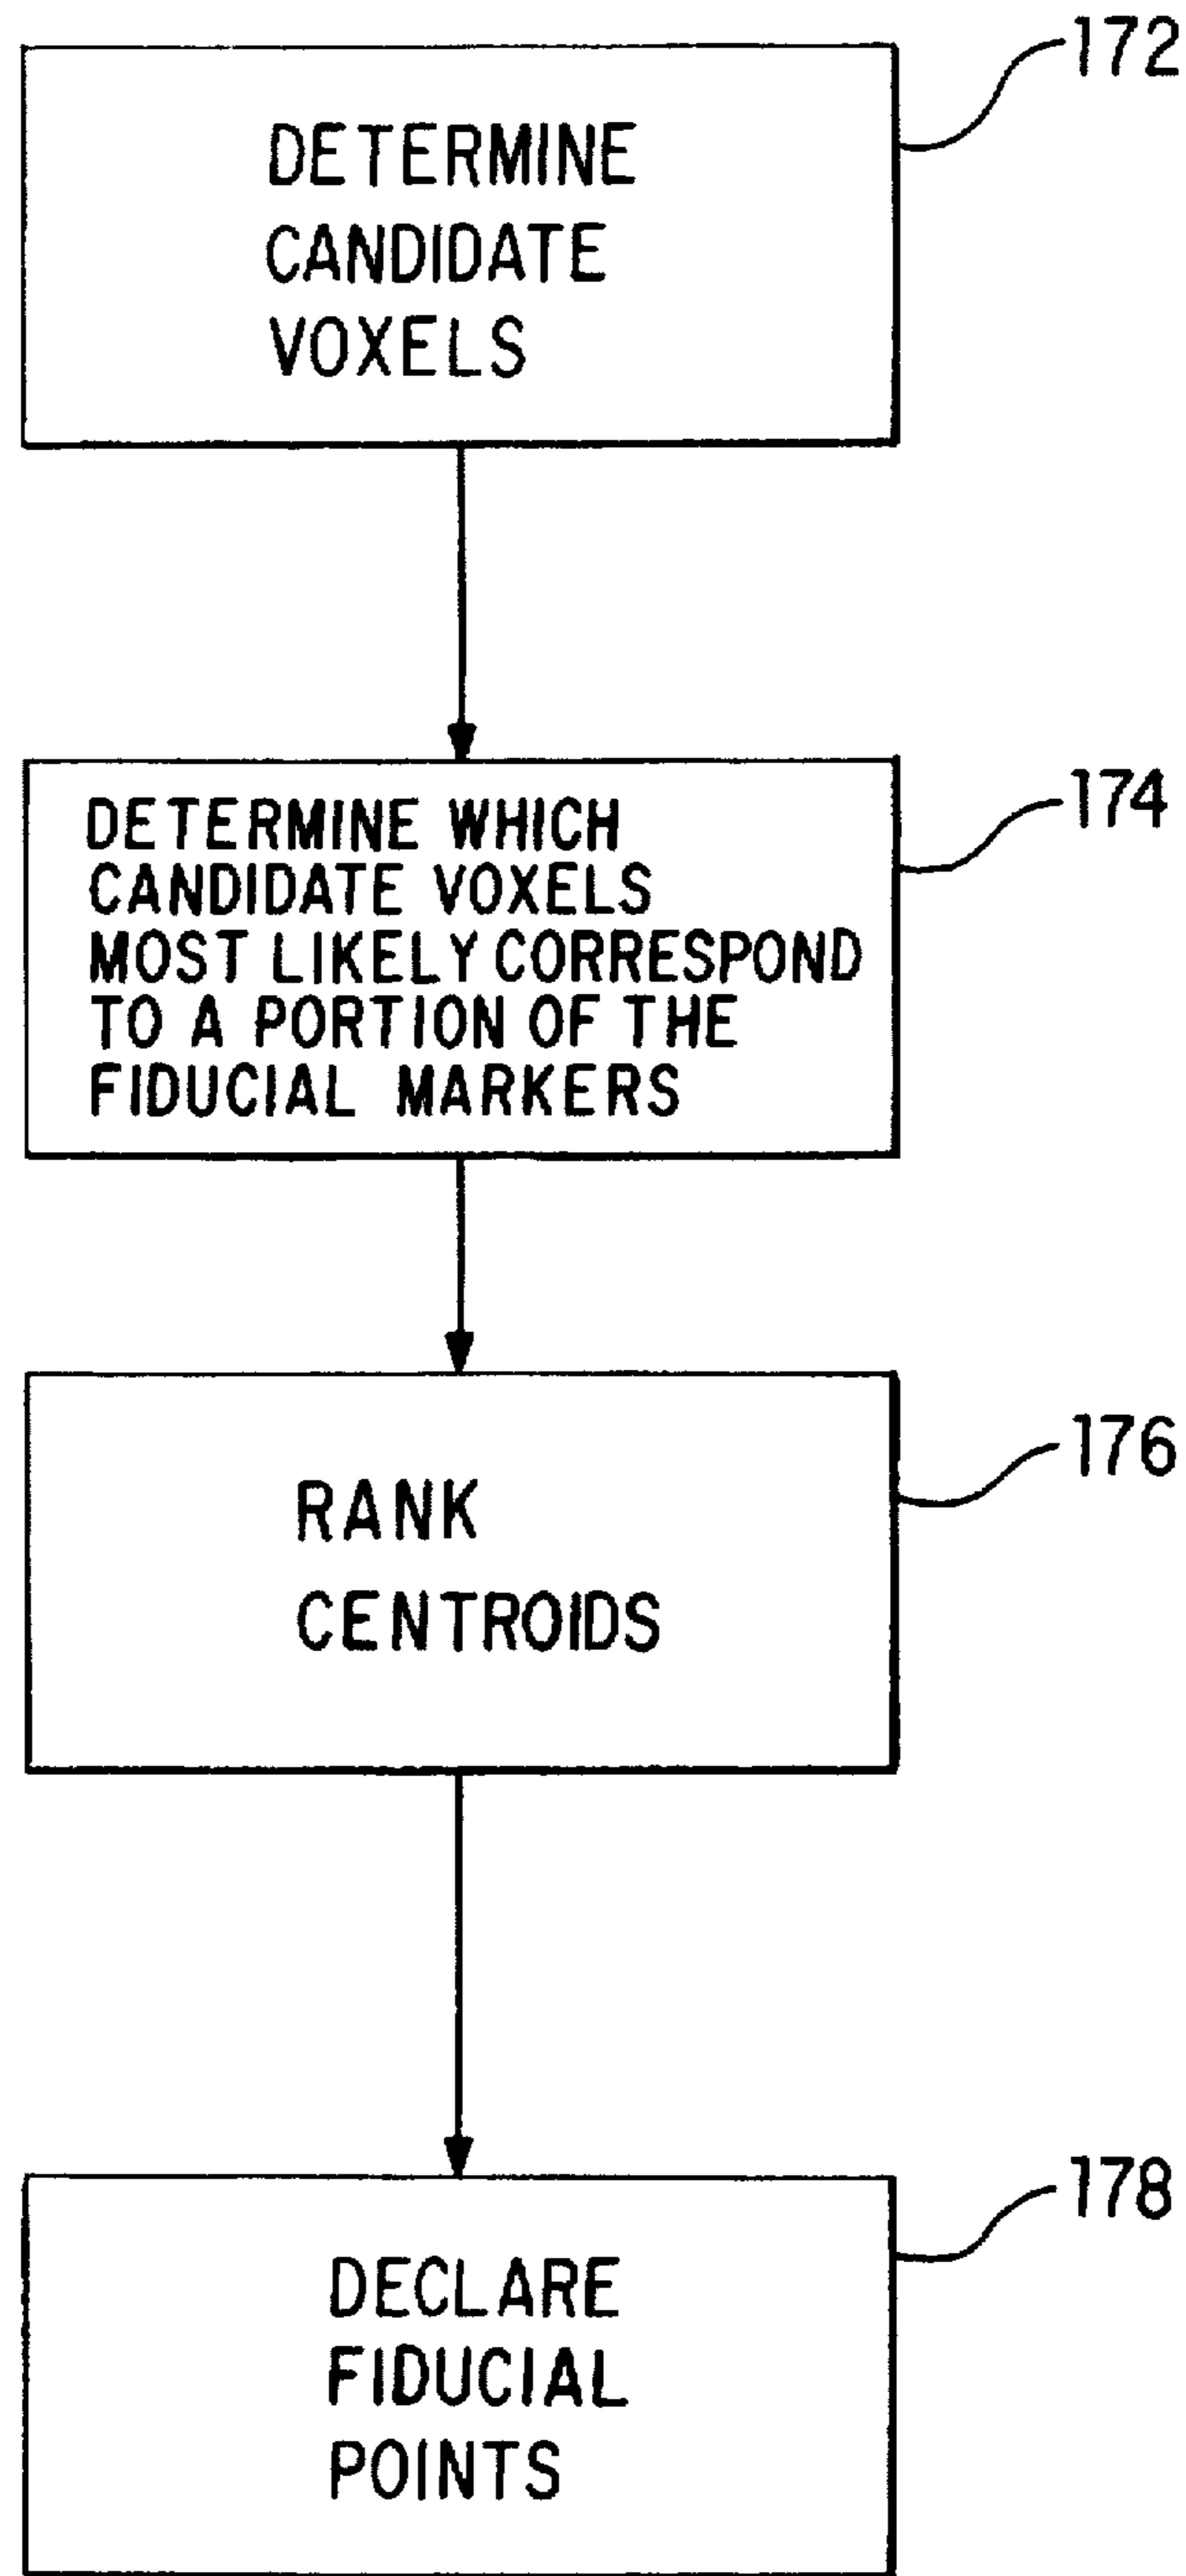 172
DETERMINE
CANDIDATE
VOXELS
174
DETERMINE WHICH
CANDIDATE VOXELS
MOST LIKELY CORRESPOND
TO A PORTION OF THE
FIDUCIAL MARKERS
176
RANK
CENTROIDS
178
DECLARE
FIDUCIAL
POINTS